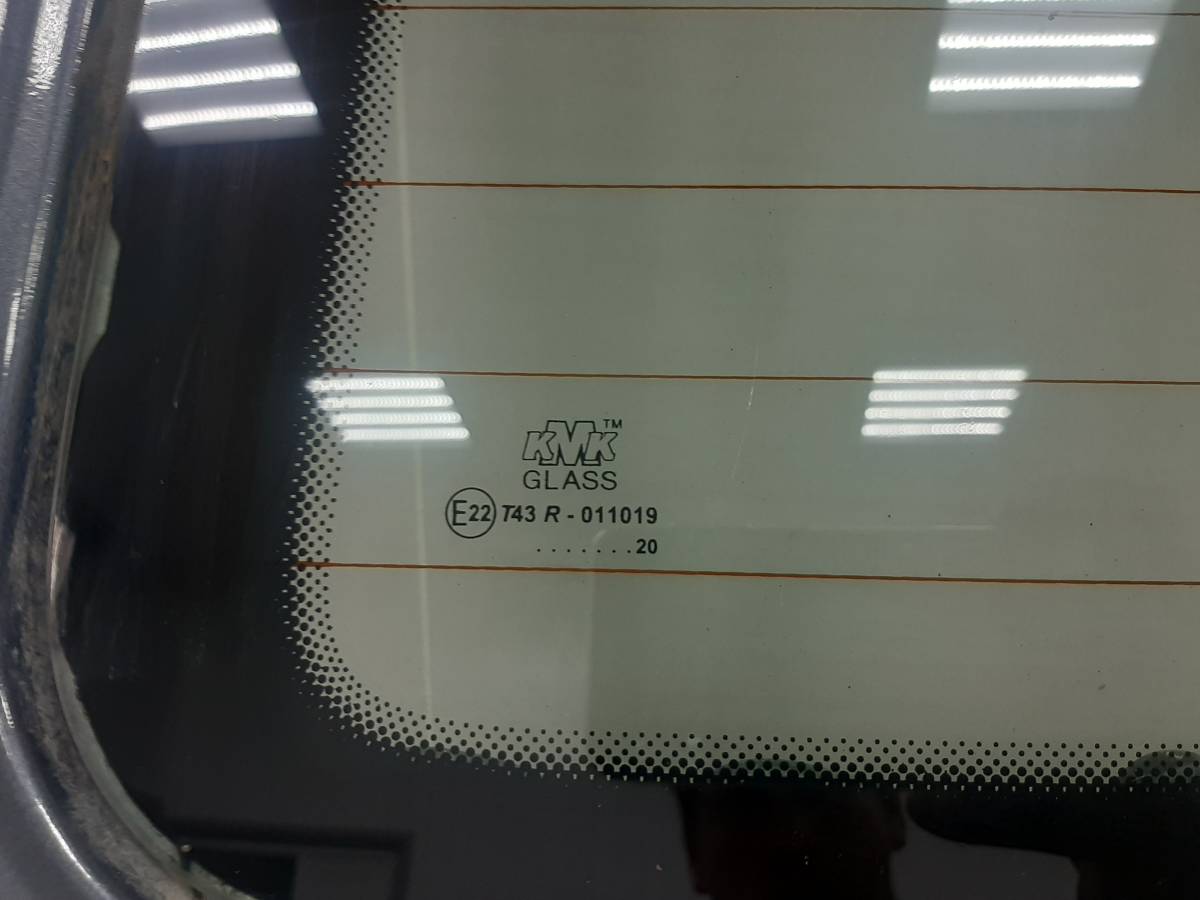 KMK™
GLASS
E22 T43 R - 011019
.......20